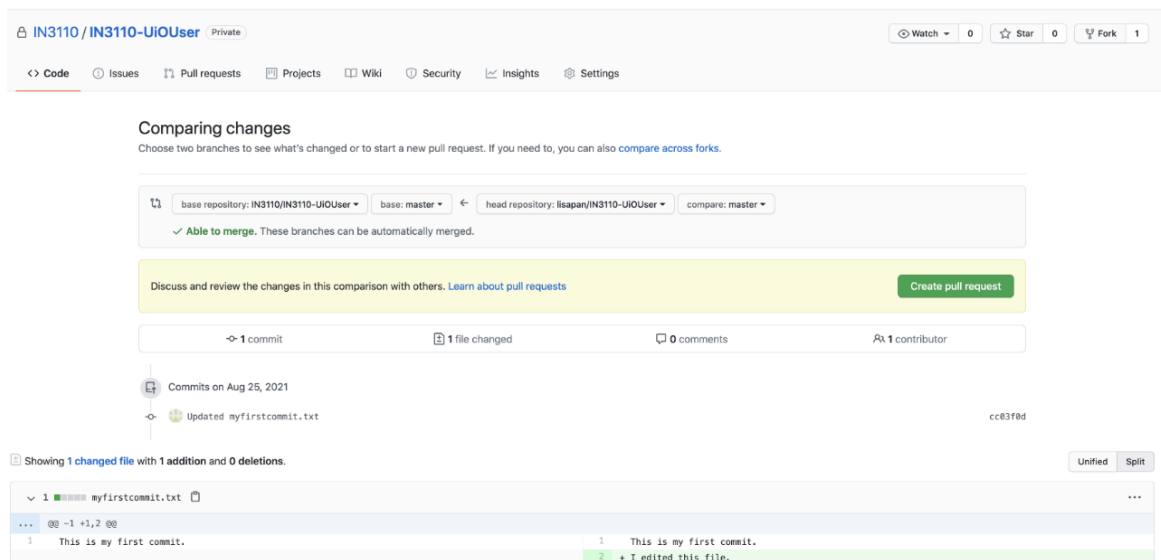 IN3110 / IN3110-UiOUser Private
Watch 0 Star 0 Fork 1
<> Code Issues Pull requests Projects Wiki Security Insights Settings
Comparing changes
Choose two branches to see what's changed or to start a new pull request. If you need to, you can also compare across forks.
base repository: IN3110/IN3110-UiOUser base: master ← head repository: lisapan/IN3110-UiOUser compare: master
✓ Able to merge. These branches can be automatically merged.
Discuss and review the changes in this comparison with others. Learn about pull requests Create pull request
1 commit 1 file changed 0 comments 1 contributor
Commits on Aug 25, 2021
Updated myfirstcommit.txt cc03f0d
Showing 1 changed file with 1 addition and 0 deletions. Unified Split
1 myfirstcommit.txt ...
... @@ -1 +1,2 @@
1 This is my first commit. 1 This is my first commit.
2 + I edited this file.